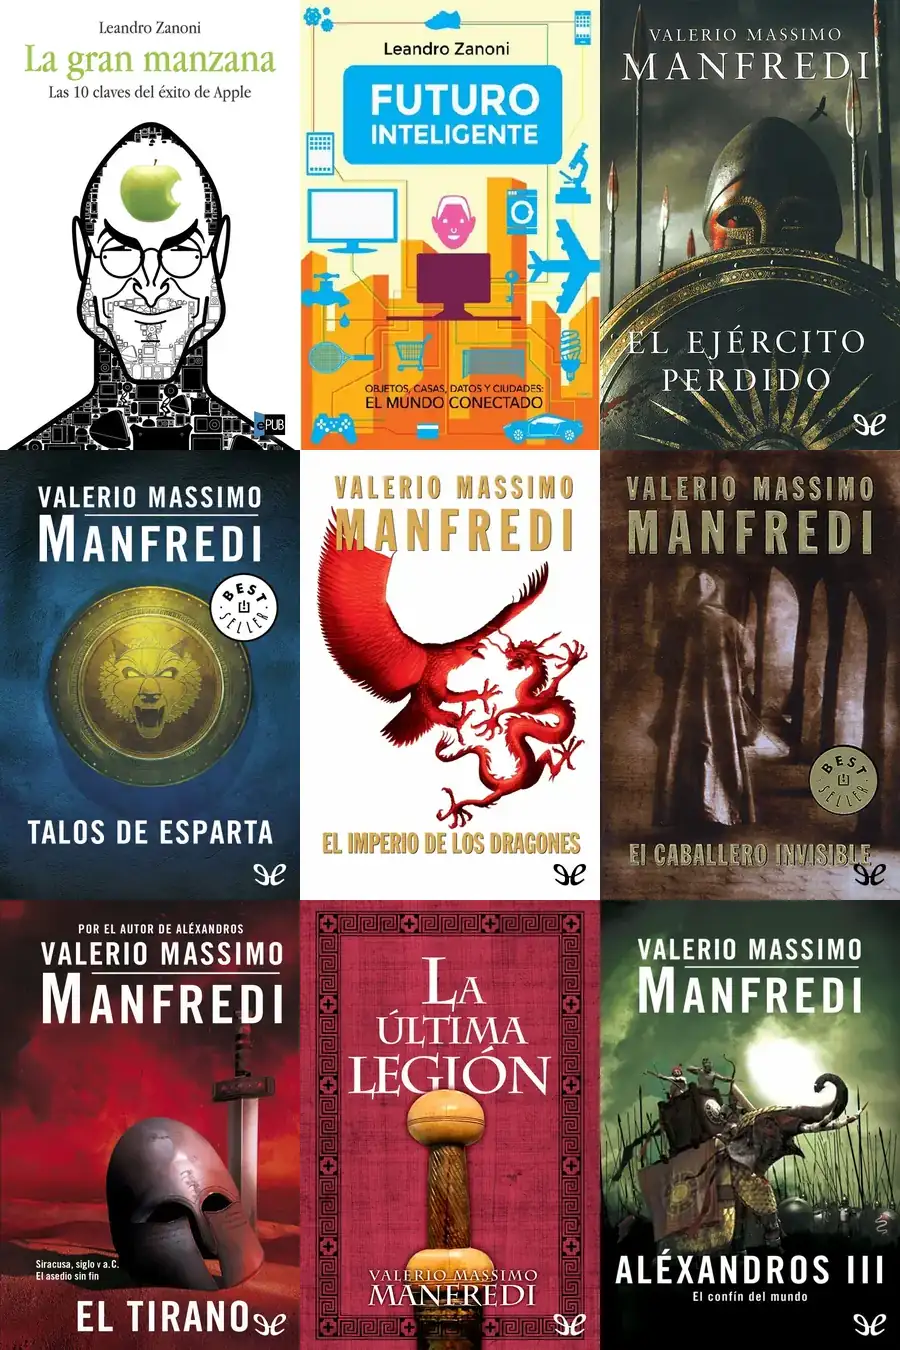 Leandro Zanoni
La gran manzana
Las 10 claves del éxito de Apple
ePUB
Leandro Zanoni
FUTURO
INTELIGENTE
OBJETOS, CASAS, DATOS Y CIUDADES:
EL MUNDO CONECTADO
VALERIO MASSIMO
MANFREDI
EL EJÉRCITO
PERDIDO
VALERIO MASSIMO
MANFREDI
BEST
SELLER
TALOS DE ESPARTA
VALERIO MASSIMO
MANFREDI
EL IMPERIO DE LOS DRAGONES
VALERIO MASSIMO
MANFREDI
BEST
SELLER
El CABALLERO INVISIBLE
POR EL AUTOR DE ALÉXANDROS
VALERIO MASSIMO
MANFREDI
Siracusa, siglo v a.C.
El asedio sin fin
EL TIRANO
LA
ÚLTIMA
LEGIÓN
VALERIO MASSIMO
MANFREDI
VALERIO MASSIMO
MANFREDI
ALÉXANDROS III
El confín del mundo